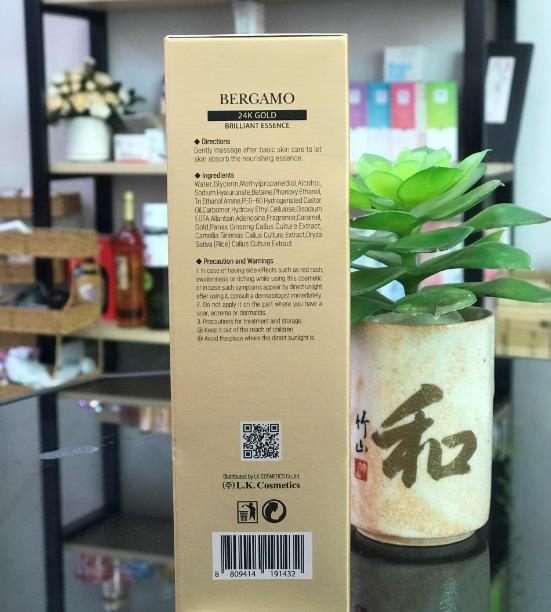 BERGAMO
24K GOLD
BRILLIANT ESSENCE
◆ Directions
Gently massage after basic skin care to let
skin absorb the nourishing essence.
◆ Ingredients
Water,Glycerin,Methylpropanediol,Alcohol,
Sodium Hyaluronate,Betaine,Phenoxy Ethanol,
Tri Ethanol Amine,PEG-60 Hydrogenated Castor
Oil,Carbomer,Hydroxy Ethyl Cellulose,Disodium
EDTA,Allantoin,Adenosine,Fragrance,Caramel,
Gold,Panax Ginseng Callus Culture Extract,
Camellia Sinensis Callus Culture Extract,Oryza
Sativa (Rice) Callus Culture Extract
◆ Precaution and Warnings
1. In case of having side effects such as red rash,
swolleness or itching while using this cosmetic
or in case such symptoms appear by direct unlight
after using it, consult a dermatologist immediately.
2. Do not apply it on the part where you have a
scar, eczema or dermatitis.
3. Precautions for treatment and storage.
ⓐ Keep it out of the reach of children
ⓑ Avoid the place where the direct sunlight is.
Distributed by LK COSMETICS Co.,ltd
(주)L.K. Cosmetics
8 809414 191432
竹山
和